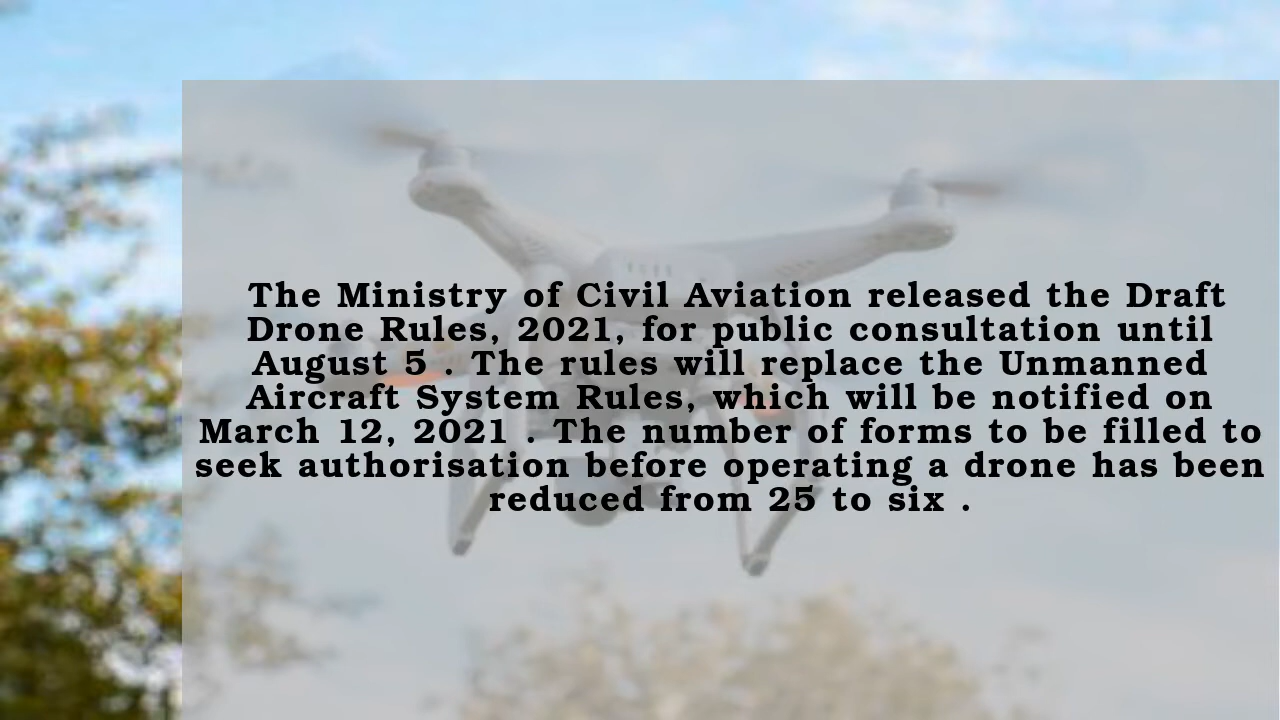 The Ministry of Civil Aviation released the Draft
Drone Rules, 2021, for public consultation until
August 5 . The rules will replace the Unmanned
Aircraft System Rules, which will be notified on
March 12, 2021 . The number of forms to be filled to
seek authorisation before operating a drone has been
reduced from 25 to six .